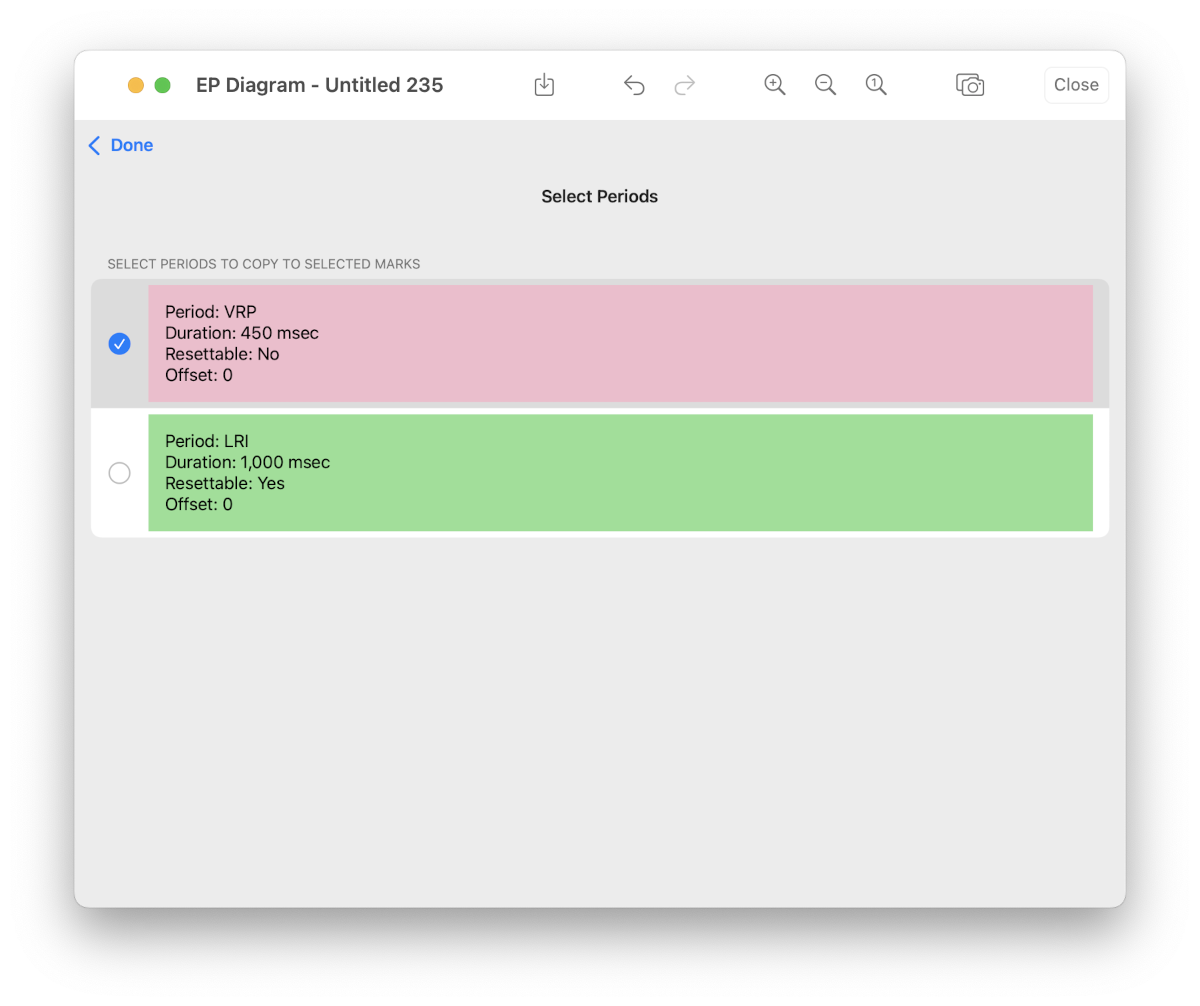 EP Diagram - Untitled 235
1
Close
Done
Select Periods
SELECT PERIODS TO COPY TO SELECTED MARKS
Period: VRP
Duration: 450 msec
Resettable: No
Offset: 0
Period: LRI
Duration: 1,000 msec
Resettable: Yes
Offset: 0